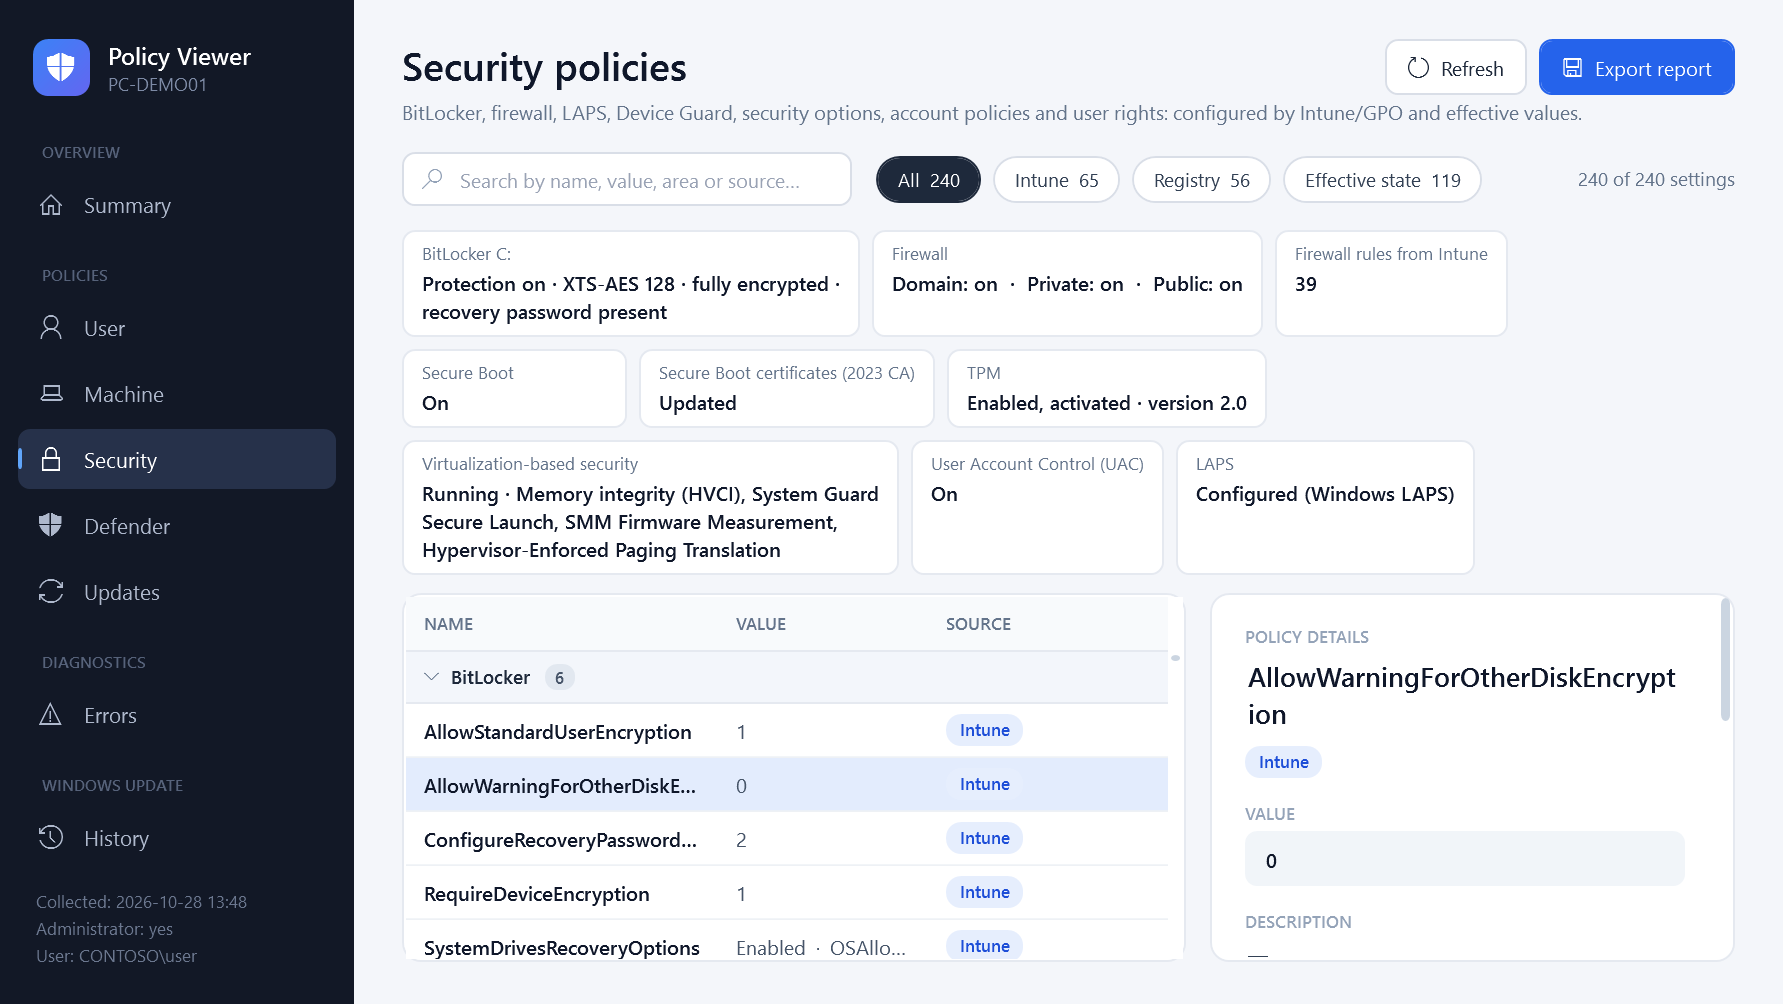 Policy Viewer
PC-DEMO01
OVERVIEW
Summary
POLICIES
User
Machine
Security
Defender
Updates
DIAGNOSTICS
Errors
WINDOWS UPDATE
History
Collected: 2026-10-28 13:48
Administrator: yes
User: CONTOSO\user
Security policies
Refresh
Export report
BitLocker, firewall, LAPS, Device Guard, security options, account policies and user rights: configured by Intune/GPO and effective values.
Search by name, value, area or source...
All 240
Intune 65
Registry 56
Effective state 119
240 of 240 settings
BitLocker C:
Protection on · XTS-AES 128 · fully encrypted ·
recovery password present
Firewall
Domain: on · Private: on · Public: on
Firewall rules from Intune
39
Secure Boot
On
Secure Boot certificates (2023 CA)
Updated
TPM
Enabled, activated · version 2.0
Virtualization-based security
Running · Memory integrity (HVCI), System Guard
Secure Launch, SMM Firmware Measurement,
Hypervisor-Enforced Paging Translation
User Account Control (UAC)
On
LAPS
Configured (Windows LAPS)
NAME VALUE SOURCE
BitLocker 6
AllowStandardUserEncryption 1 Intune
AllowWarningForOtherDiskE... 0 Intune
ConfigureRecoveryPassword... 2 Intune
RequireDeviceEncryption 1 Intune
SystemDrivesRecoveryOptions Enabled · OSAllo... Intune
POLICY DETAILS
AllowWarningForOtherDiskEncrypt
ion
Intune
VALUE
0
DESCRIPTION
—